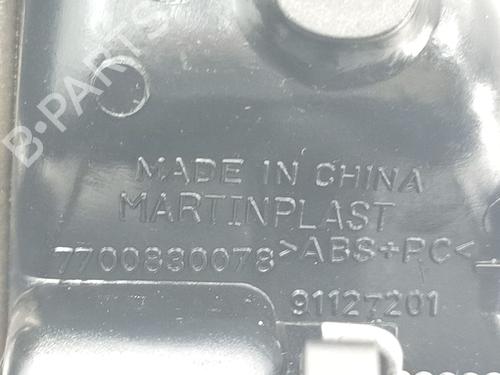 B-PARTS
MADE IN CHINA
MARTINPLAST
7700830078 >ABS+PC<
91127201